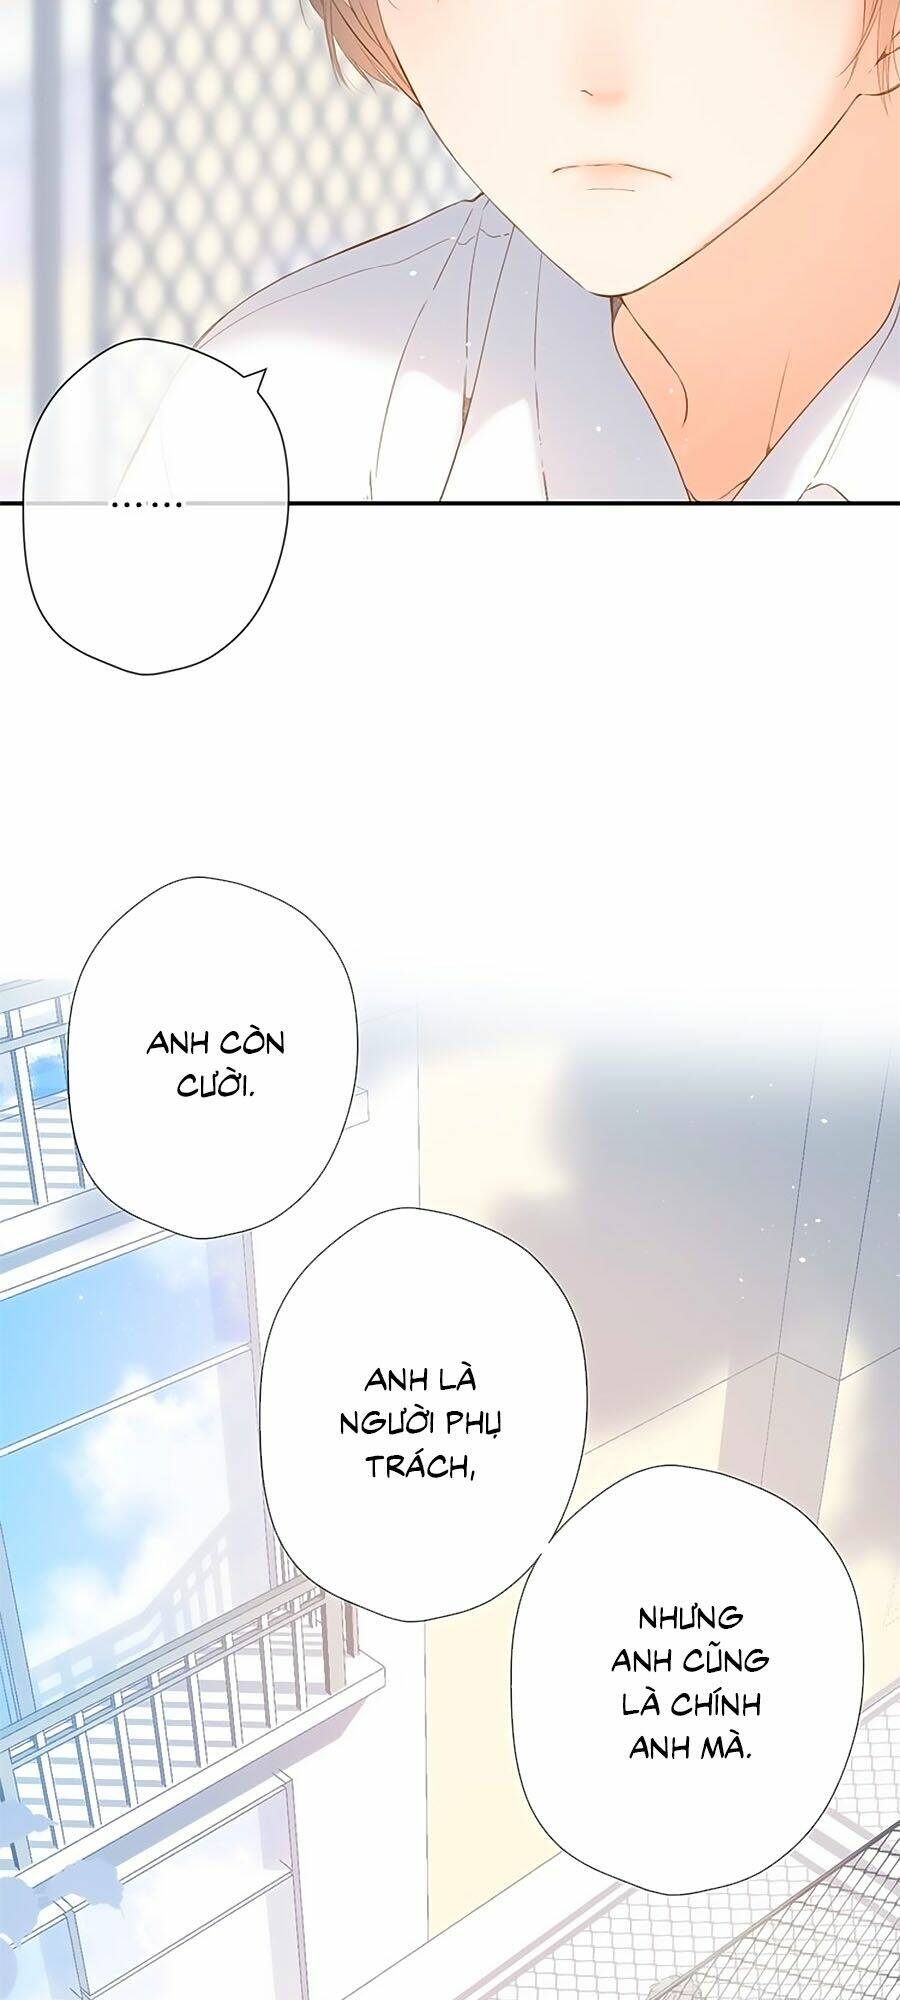 ......
ANH CÒN
CƯỜI.
ANH LÀ
NGƯỜI PHỤ
TRÁCH,
NHƯNG
ANH CŨNG
LÀ CHÍNH
ANH MÀ.